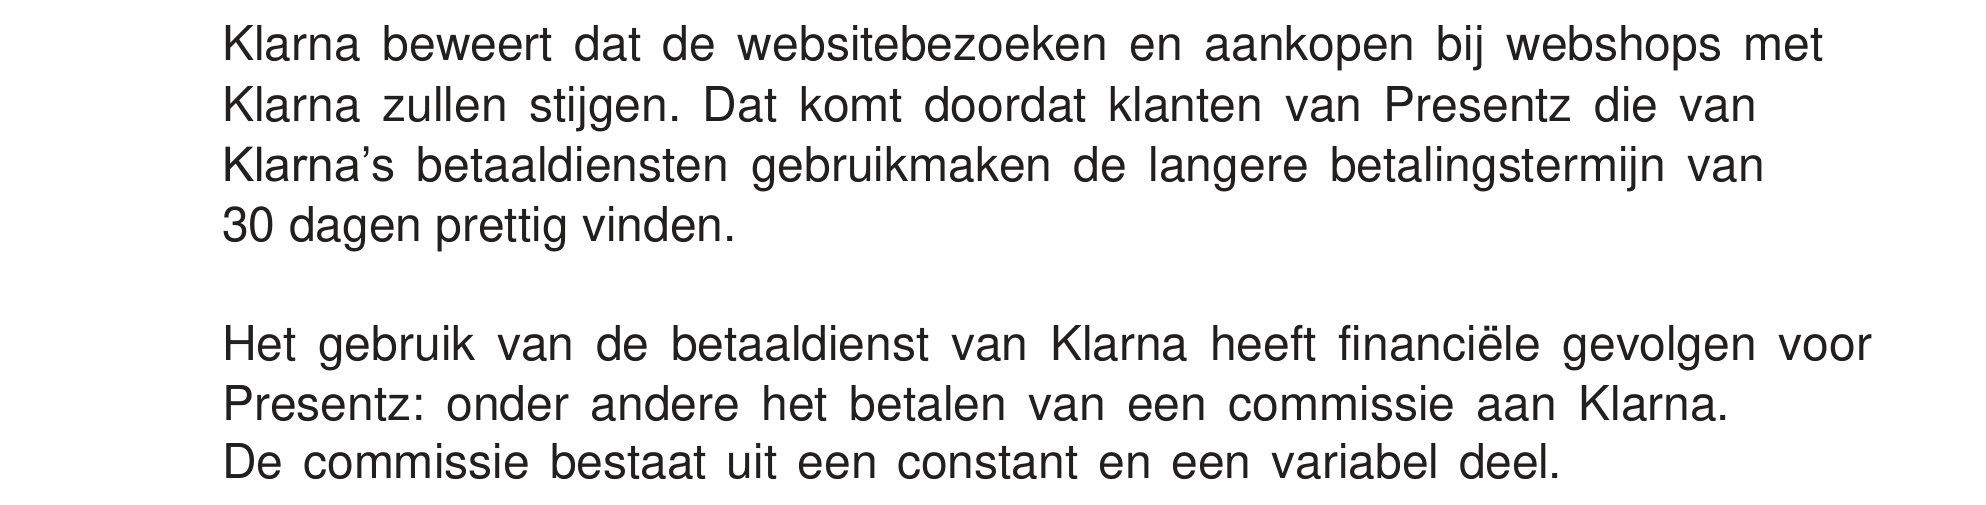 Klarna beweert dat de websitebezoeken en aankopen bij webshops met
Klarna zullen stijgen. Dat komt doordat klanten van Presentz die van
Klarna’s betaaldiensten gebruikmaken de langere betalingstermijn van
30 dagen prettig vinden.

Het gebruik van de betaaldienst van Klarna heeft financiële gevolgen voor
Presentz: onder andere het betalen van een commissie aan Klarna.
De commissie bestaat uit een constant en een variabel deel.